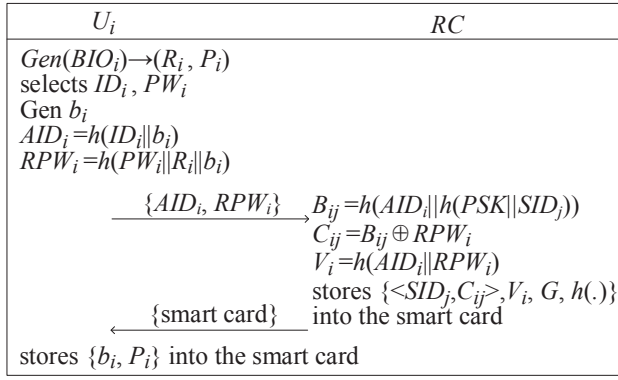 U_i RC
Gen(BIO_i)→(R_i, P_i)
selects ID_i, PW_i
Gen b_i
AID_i=h(ID_i||b_i)
RPW_i=h(PW_i||R_i||b_i)
{AID_i, RPW_i} B_ij=h(AID_i||h(PSK||SID_j))
C_ij=B_ij⊕RPW_i
V_i=h(AID_i||RPW_i)
stores {<SID_j,C_ij>,V_i, G, h(.)}
{smart card} into the smart card
stores {b_i, P_i} into the smart card